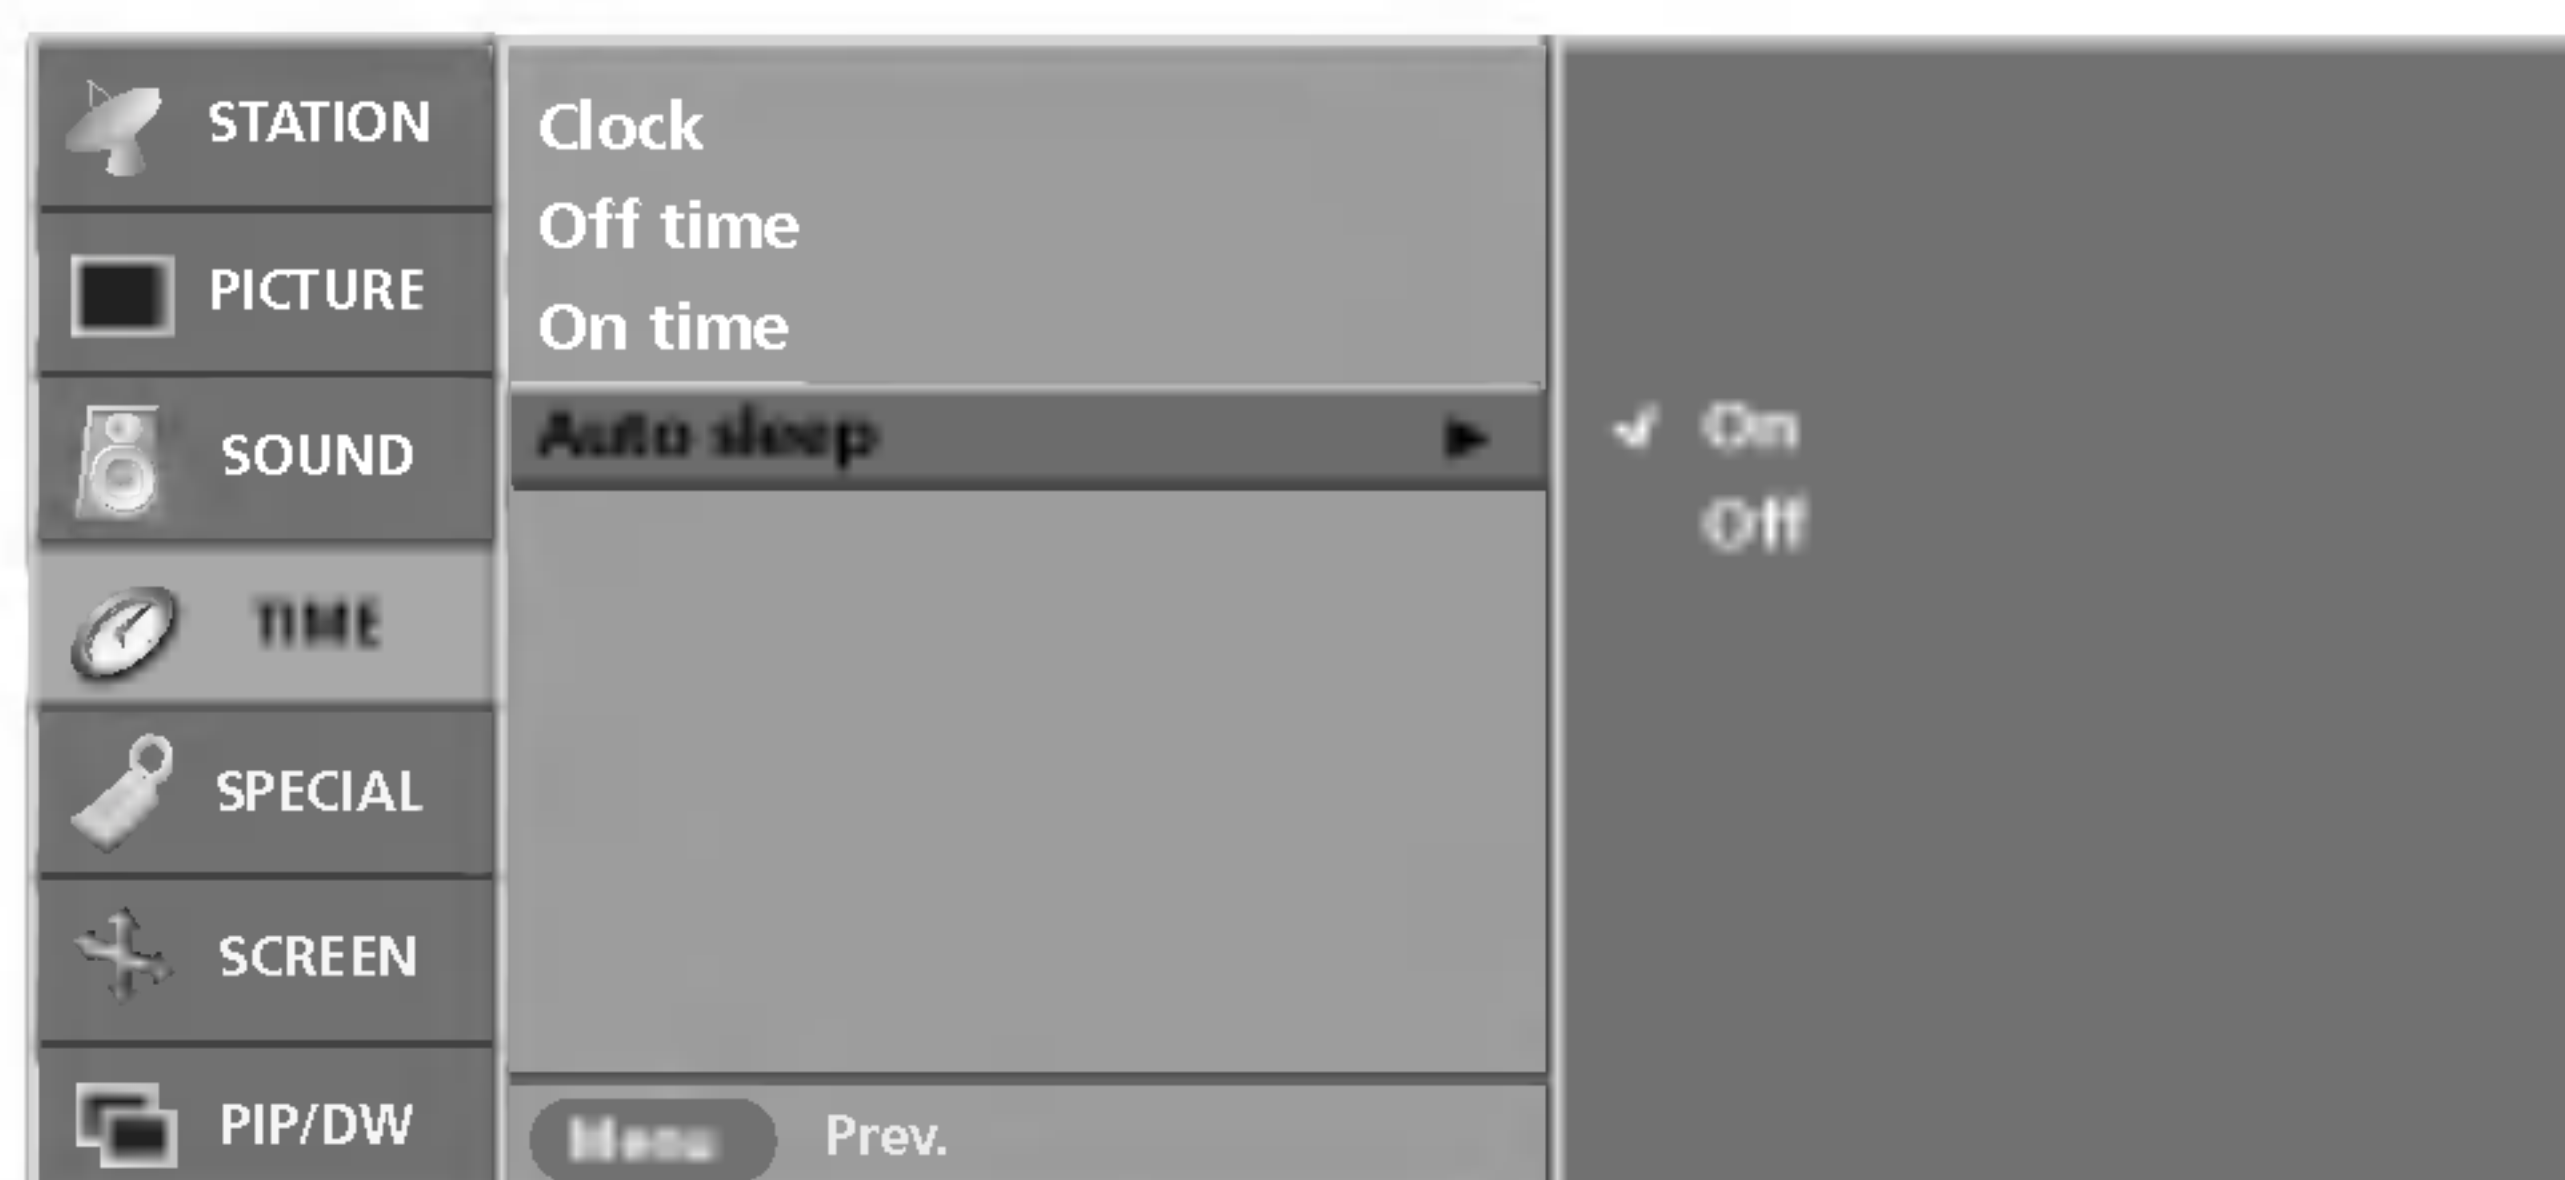 STATION
PICTURE
SOUND
TIME
SPECIAL
SCREEN
PIP/DW
Clock
Off time
On time
Auto sleep ▶
✓ On
Off
Menu Prev.